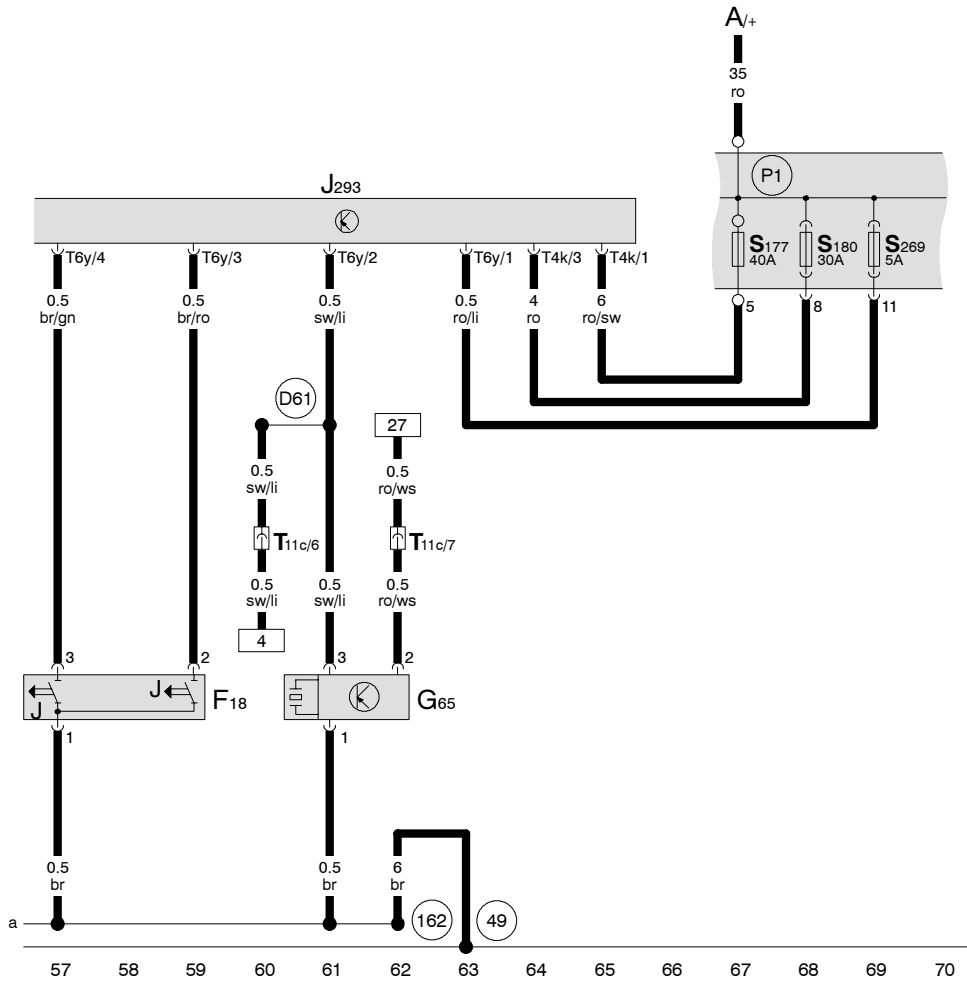 A/+
35
ro
P1
J293
S177
40A
S180
30A
S269
5A
T6y/4
T6y/3
T6y/2
T6y/1
T4k/3
T4k/1
0.5
br/gn
0.5
br/ro
0.5
sw/li
0.5
ro/li
4
ro
6
ro/sw
5
8
11
D61
27
0.5
sw/li
0.5
ro/ws
T11c/6
T11c/7
0.5
sw/li
0.5
sw/li
0.5
ro/ws
4
3
2
3
2
J
J
F18
G65
1
1
0.5
br
0.5
br
6
br
a
162
49
57 58 59 60 61 62 63 64 65 66 67 68 69 70